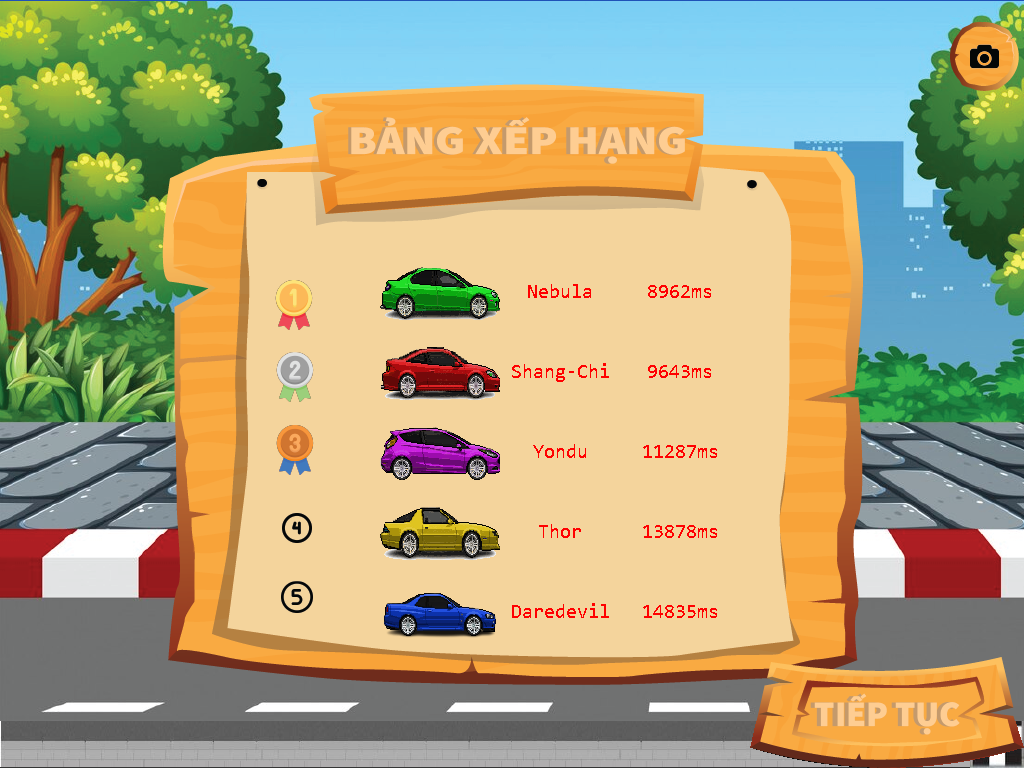 BẢNG XẾP HẠNG
1 Nebula 8962ms
2 Shang-Chi 9643ms
3 Yondu 11287ms
4 Thor 13878ms
5 Daredevil 14835ms
TIẾP TỤC